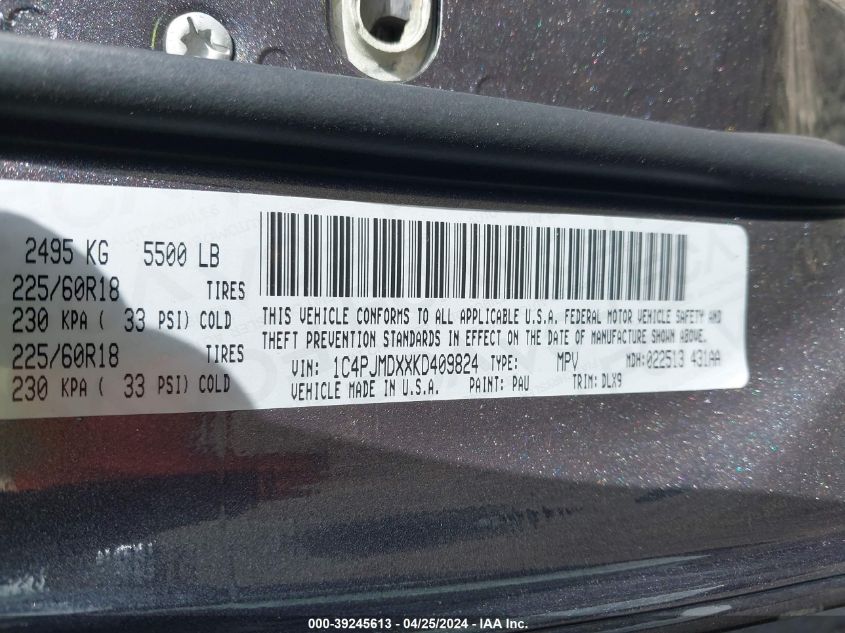 2495 KG 5500 LB
225/60R18 TIRES
230 KPA ( 33 PSI) COLD
225/60R18 TIRES
230 KPA ( 33 PSI) COLD
THIS VEHICLE CONFORMS TO ALL APPLICABLE U.S.A. FEDERAL MOTOR VEHICLE SAFETY AND
THEFT PREVENTION STANDARDS IN EFFECT ON THE DATE OF MANUFACTURE SHOWN ABOVE.
VIN: 1C4PJMDXXKD409824 TYPE: MPV MDH:022513 431AA
VEHICLE MADE IN U.S.A. PAINT: PAU TRIM: DLX9
000-39245613 - 04/25/2024 - IAAI.COM